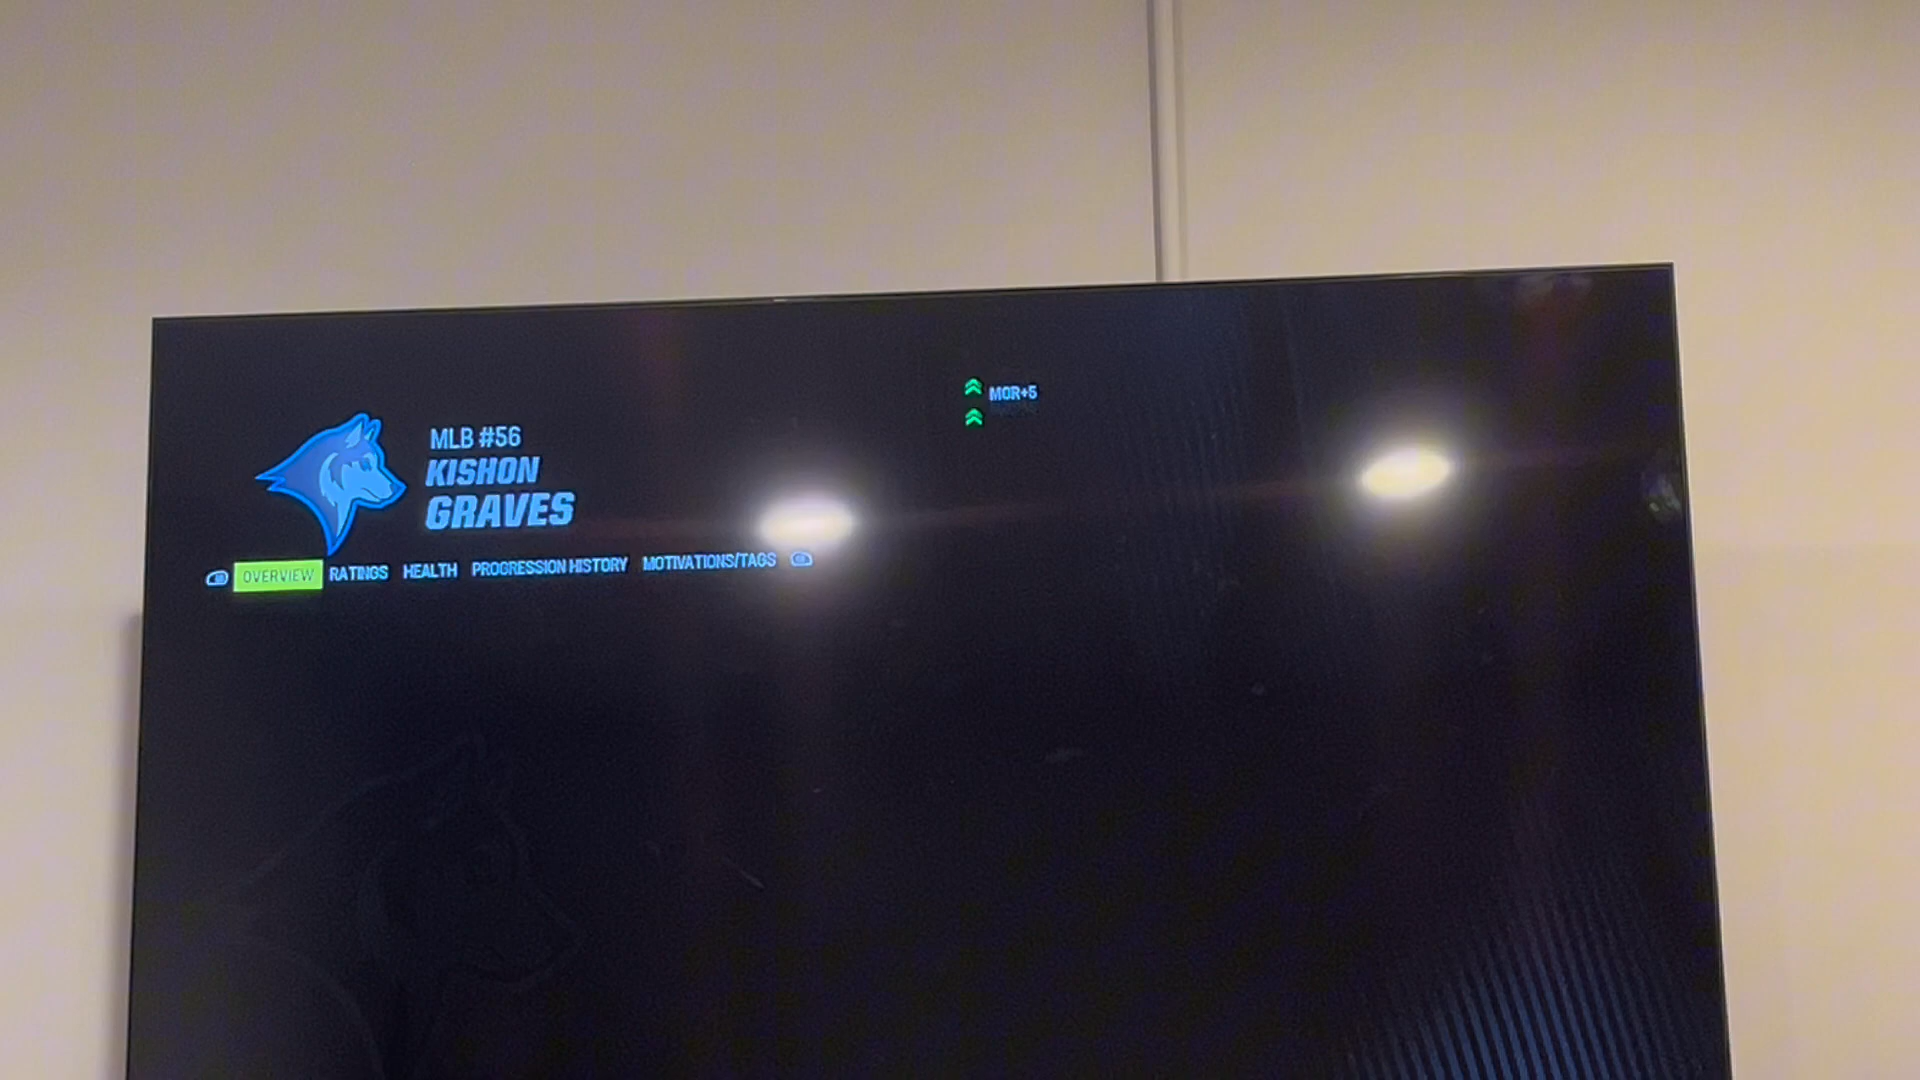 MOR+5
MLB #56
KISHON
GRAVES
OVERVIEW RATINGS HEALTH PROGRESSION HISTORY MOTIVATIONS/TAGS